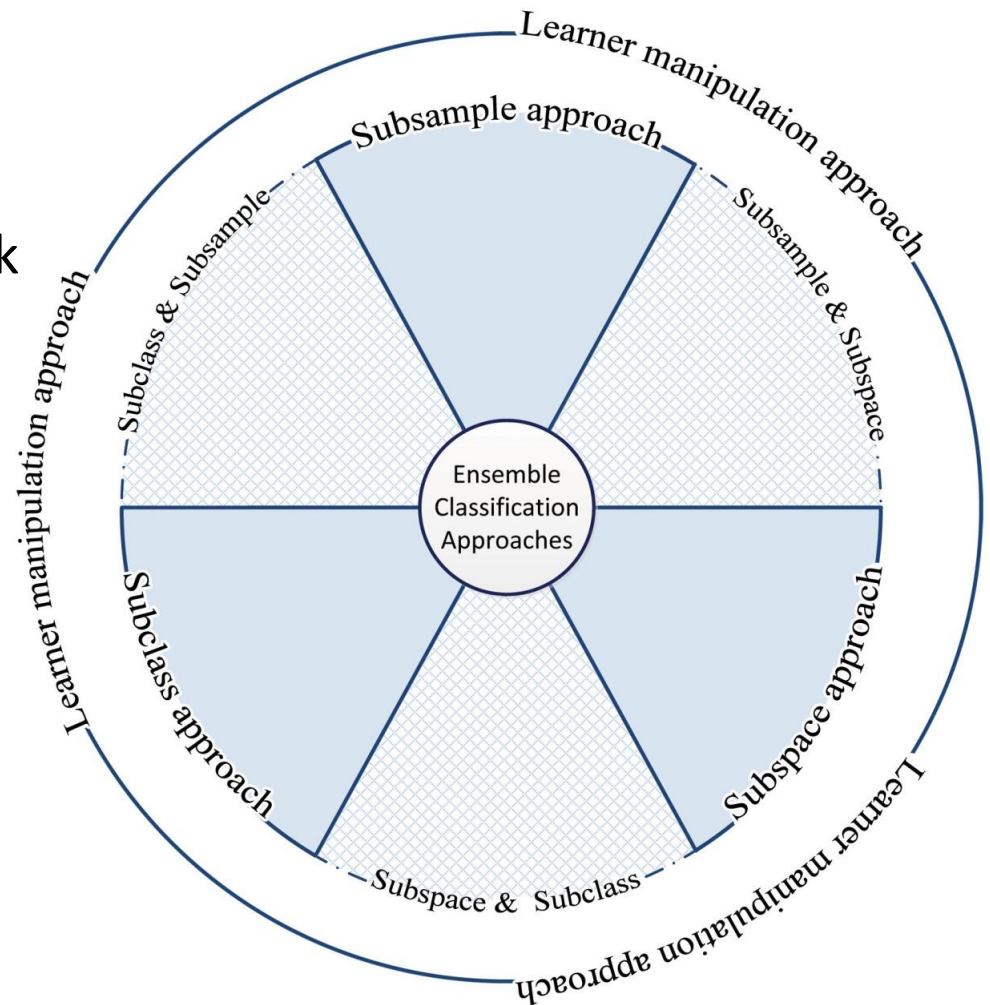 k
Learner manipulation approach
Subsample approach
Subclass & Subsample
Subsample & Subspace
Learner manipulation approach
Ensemble
Classification
Approaches
Subclass approach
Subspace approach
Subspace & Subclass
Learner manipulation approach